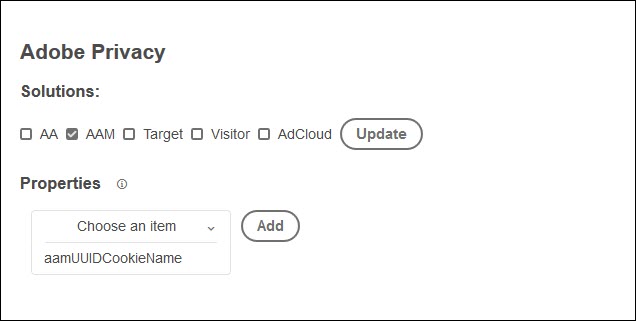 Adobe Privacy
Solutions:
AA AAM Target Visitor AdCloud Update
Properties
Choose an item Add
aamUUIDCookieName